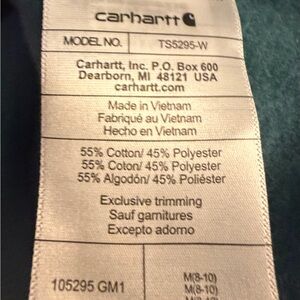 carhartt
MODEL NO. TS5295-W
Carhartt, Inc. P.O. Box 600
Dearborn, MI 48121 USA
carhartt.com
Made in Vietnam
Fabriqué au Vietnam
Hecho en Vietnam
55% Cotton/ 45% Polyester
55% Coton/ 45% Polyester
55% Algodón/ 45% Poliéster
Exclusive trimming
Sauf garnitures
Excepto adorno
105295 GM1
M(8-10)
M(8-10)